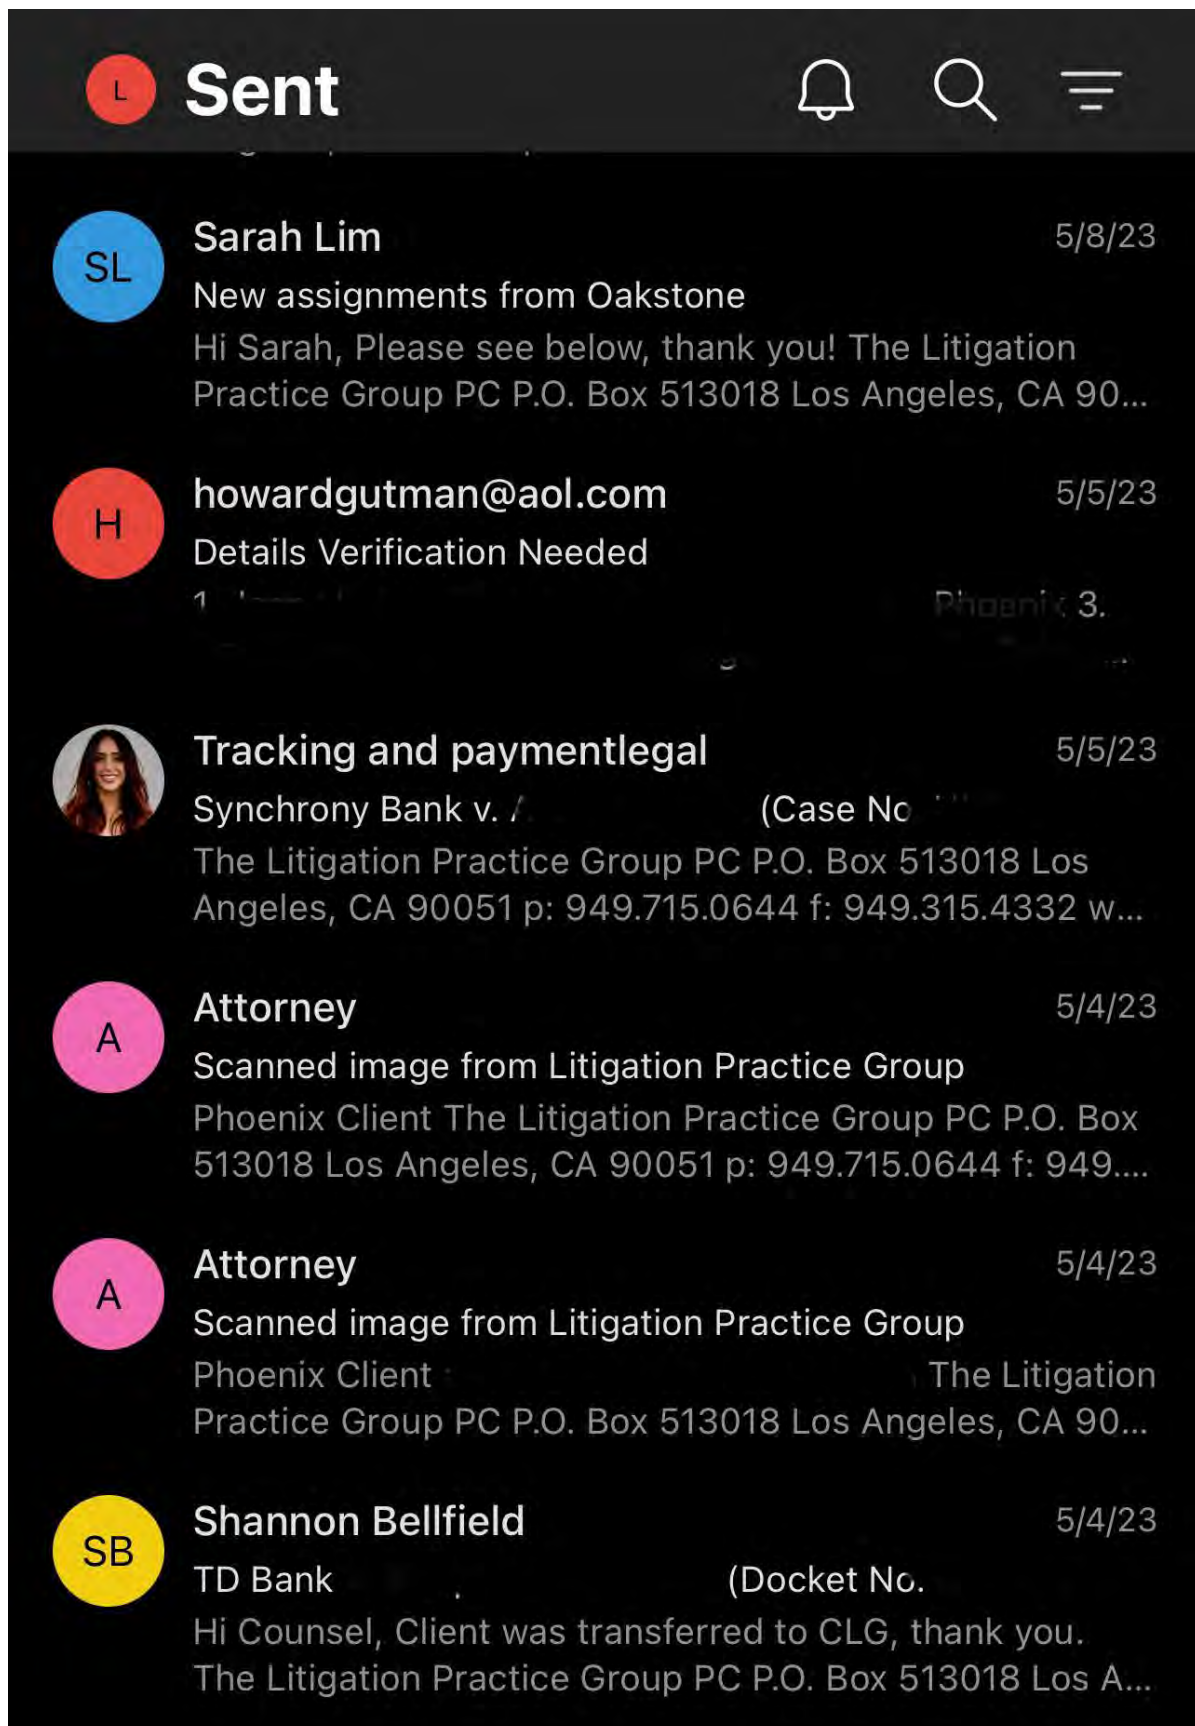 L Sent
SL
Sarah Lim 5/8/23
New assignments from Oakstone
Hi Sarah, Please see below, thank you! The Litigation
Practice Group PC P.O. Box 513018 Los Angeles, CA 90...
H
howardgutman@aol.com 5/5/23
Details Verification Needed
1. Phoenix 3.
Tracking and paymentlegal 5/5/23
Synchrony Bank v. (Case No
The Litigation Practice Group PC P.O. Box 513018 Los
Angeles, CA 90051 p: 949.715.0644 f: 949.315.4332 w...
A
Attorney 5/4/23
Scanned image from Litigation Practice Group
Phoenix Client The Litigation Practice Group PC P.O. Box
513018 Los Angeles, CA 90051 p: 949.715.0644 f: 949....
A
Attorney 5/4/23
Scanned image from Litigation Practice Group
Phoenix Client The Litigation
Practice Group PC P.O. Box 513018 Los Angeles, CA 90...
SB
Shannon Bellfield 5/4/23
TD Bank (Docket No.
Hi Counsel, Client was transferred to CLG, thank you.
The Litigation Practice Group PC P.O. Box 513018 Los A...